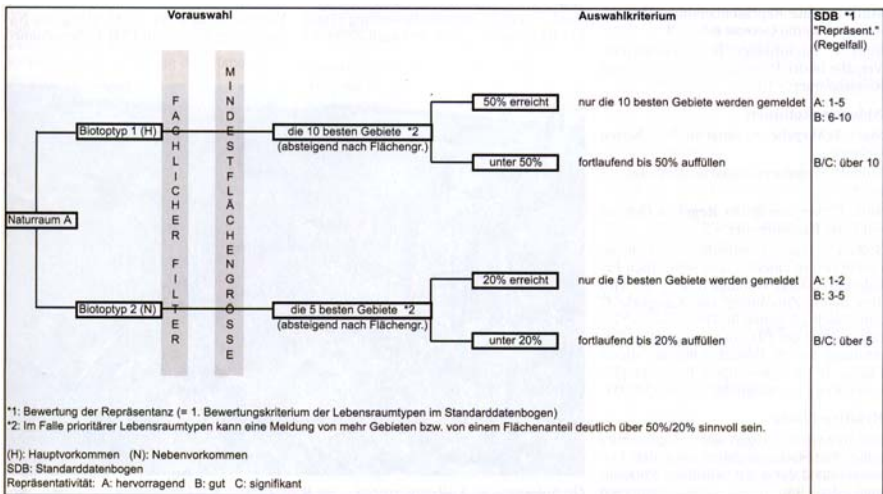 Vorauswahl
Auswahlkriterium
SDB *1
"Repräsent."
(Regelfall)
FACHLICHER FILTER
MINDESTFLÄCHENGRÖSSE
50% erreicht
nur die 10 besten Gebiete werden gemeldet
A: 1-5
B: 6-10
Biotoptyp 1 (H)
die 10 besten Gebiete *2
(absteigend nach Flächengr.)
unter 50%
fortlaufend bis 50% auffüllen
B/C: über 10
Naturraum A
20% erreicht
nur die 5 besten Gebiete werden gemeldet
A: 1-2
B: 3-5
Biotoptyp 2 (N)
die 5 besten Gebiete *2
(absteigend nach Flächengr.)
unter 20%
fortlaufend bis 20% auffüllen
B/C: über 5
*1: Bewertung der Repräsentanz (= 1. Bewertungskriterium der Lebensraumtypen im Standarddatenbogen)
*2: Im Falle prioritärer Lebensraumtypen kann eine Meldung von mehr Gebieten bzw. von einem Flächenanteil deutlich über 50%/20% sinnvoll sein.
(H): Hauptvorkommen (N): Nebenvorkommen
SDB: Standarddatenbogen
Repräsentativität: A: hervorragend B: gut C: signifikant